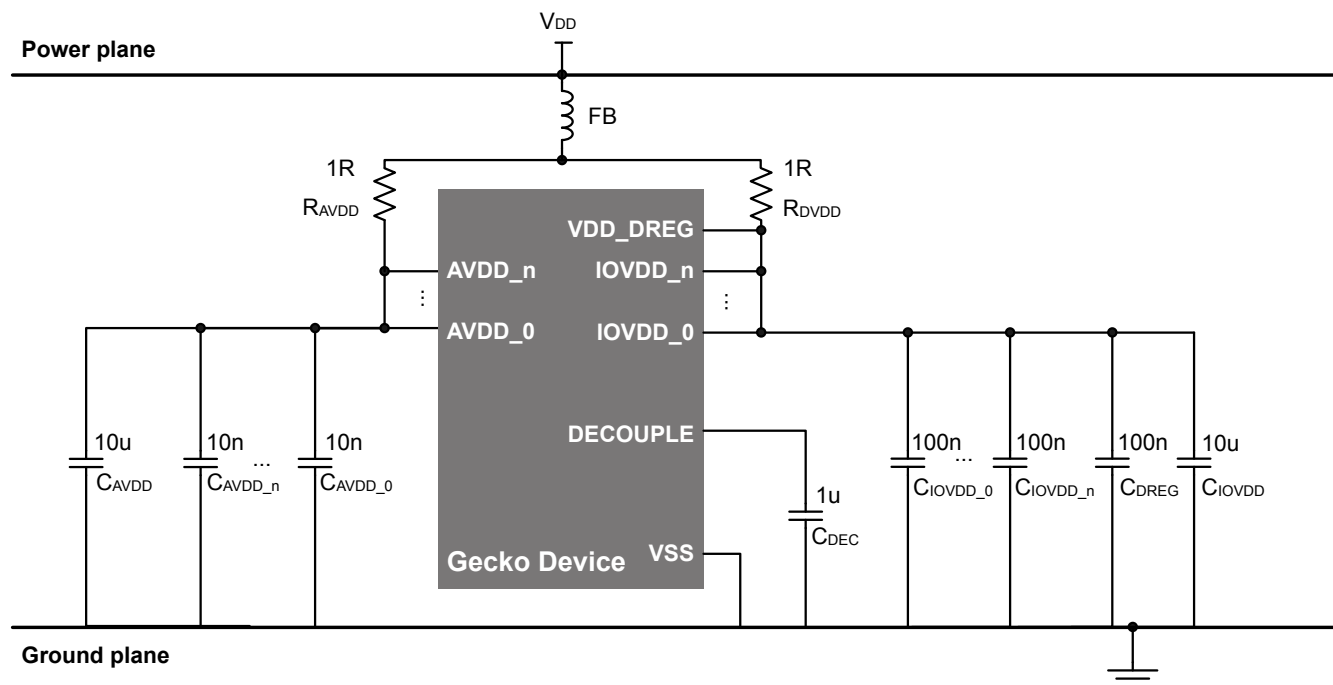 VDD
Power plane
FB
1R
1R
RAVDD
RDVDD
VDD_DREG
AVDD_n
IOVDD_n
...
...
AVDD_0
IOVDD_0
DECOUPLE
10u
10n
10n
100n
100n
100n
10u
...
...
CAVDD
CAVDD_n
CAVDD_0
CIOVDD_0
CIOVDD_n
CDREG
CIOVDD
1u
CDEC
VSS
Gecko Device
Ground plane